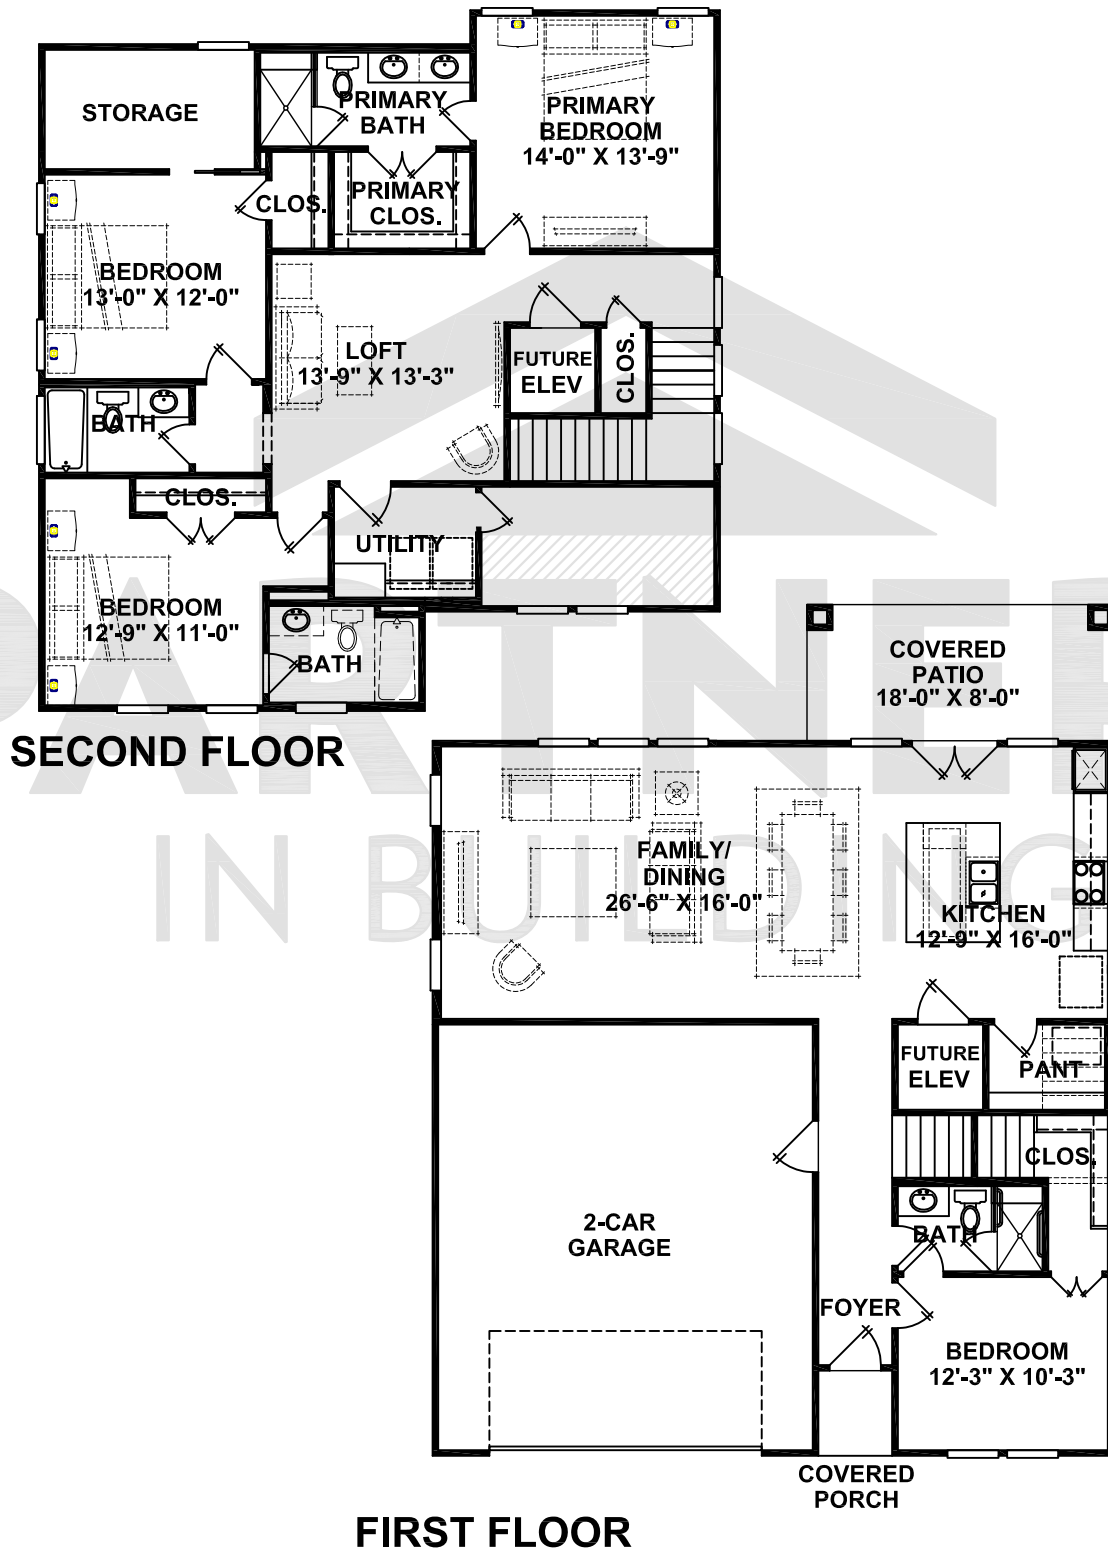 STORAGE
PRIMARY
BATH
PRIMARY
BEDROOM
14'-0" X 13'-9"
CLOS.
PRIMARY
CLOS.
BEDROOM
13'-0" X 12'-0"
LOFT
13'-9" X 13'-3"
FUTURE
ELEV
CLOS.
BATH
CLOS.
UTILITY
BEDROOM
12'-9" X 11'-0"
BATH
SECOND FLOOR
COVERED
PATIO
18'-0" X 8'-0"
FAMILY/
DINING
26'-6" X 16'-0"
KITCHEN
12'-9" X 16'-0"
FUTURE
ELEV
PANT
CLOS.
2-CAR
GARAGE
BATH
FOYER
BEDROOM
12'-3" X 10'-3"
COVERED
PORCH
FIRST FLOOR
PARTNER
IN BUILDING